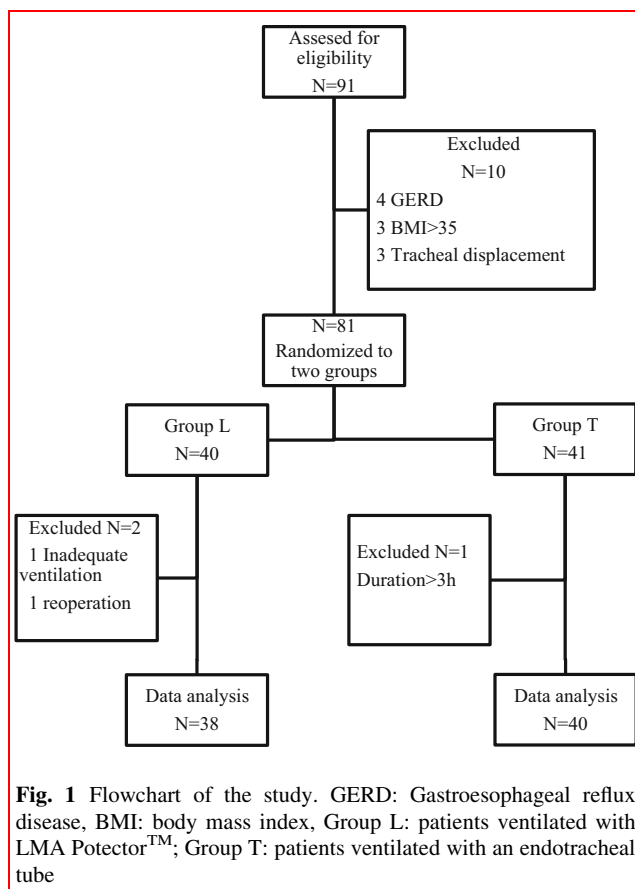 Assesed for
eligibility
N=91
Excluded
N=10
4 GERD
3 BMI>35
3 Tracheal displacement
N=81
Randomized to
two groups
Group L
N=40
Group T
N=41
Excluded N=2
1 Inadequate
ventilation
1 reoperation
Excluded N=1
Duration>3h
Data analysis
N=38
Data analysis
N=40
Fig. 1 Flowchart of the study. GERD: Gastroesophageal reflux
disease, BMI: body mass index, Group L: patients ventilated with
LMA Potector™; Group T: patients ventilated with an endotracheal
tube